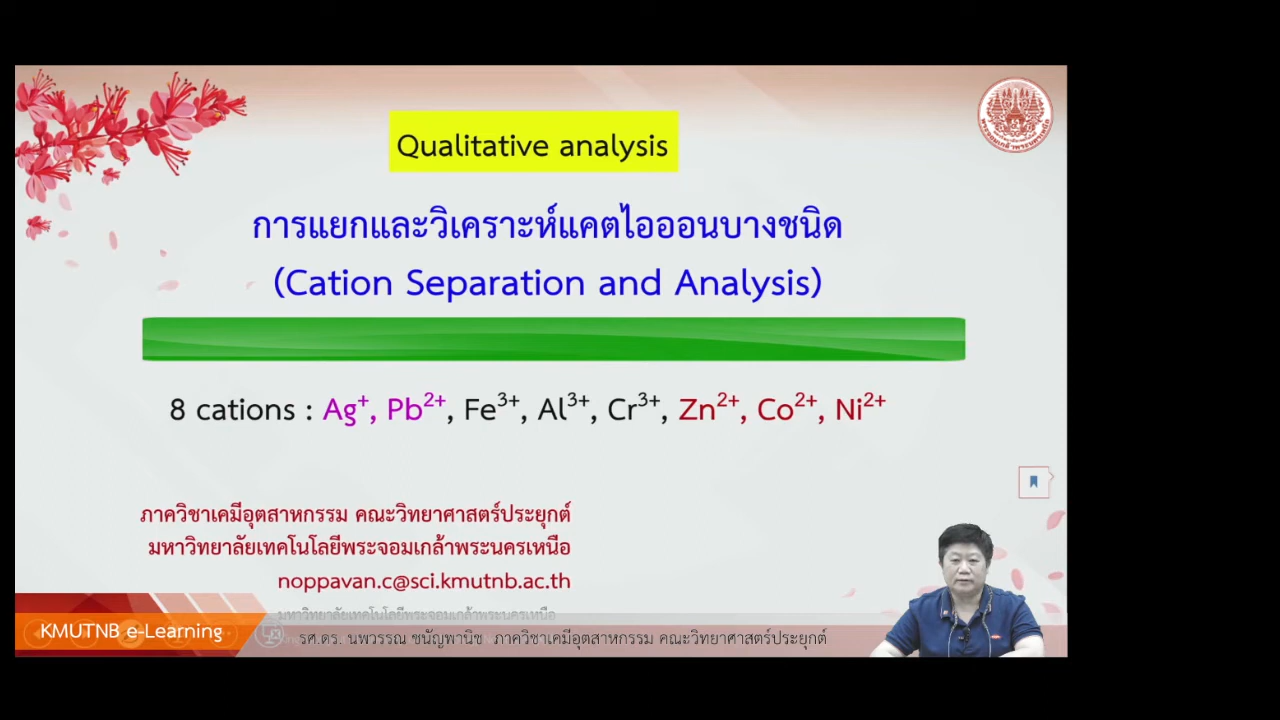 Qualitative analysis
การแยกและวิเคราะห์แคตไอออนบางชนิด
(Cation Separation and Analysis)
8 cations : Ag⁺, Pb²⁺, Fe³⁺, Al³⁺, Cr³⁺, Zn²⁺, Co²⁺, Ni²⁺
ภาควิชาเคมีอุตสาหกรรม คณะวิทยาศาสตร์ประยุกต์
มหาวิทยาลัยเทคโนโลยีพระจอมเกล้าพระนครเหนือ
noppavan.c@sci.kmutnb.ac.th
มหาวิทยาลัยเทคโนโลยีพระจอมเกล้าพระนครเหนือ
KMUTNB e-Learning
รศ.ดร. นพวรรณ ชนัญพานิช ภาควิชาเคมีอุตสาหกรรม คณะวิทยาศาสตร์ประยุกต์